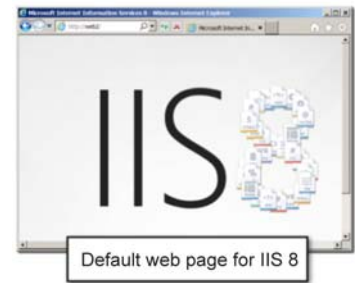 Microsoft Internet Information Services 8 - Windows Internet Explorer
http://web2/
Microsoft Internet In...
IIS8
Default web page for IIS 8